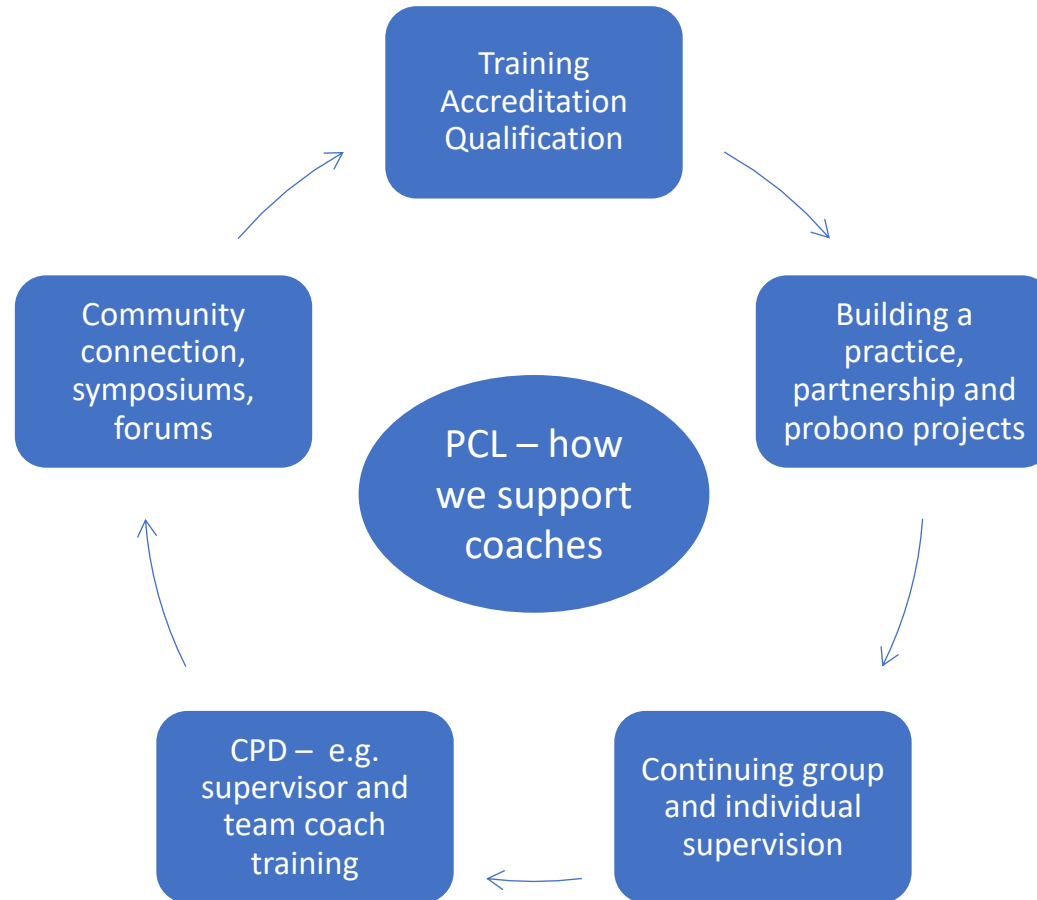 Training
Accreditation
Qualification
Building a
practice,
partnership and
probono projects
Continuing group
and individual
supervision
CPD – e.g.
supervisor and
team coach
training
Community
connection,
symposiums,
forums
PCL – how
we support
coaches